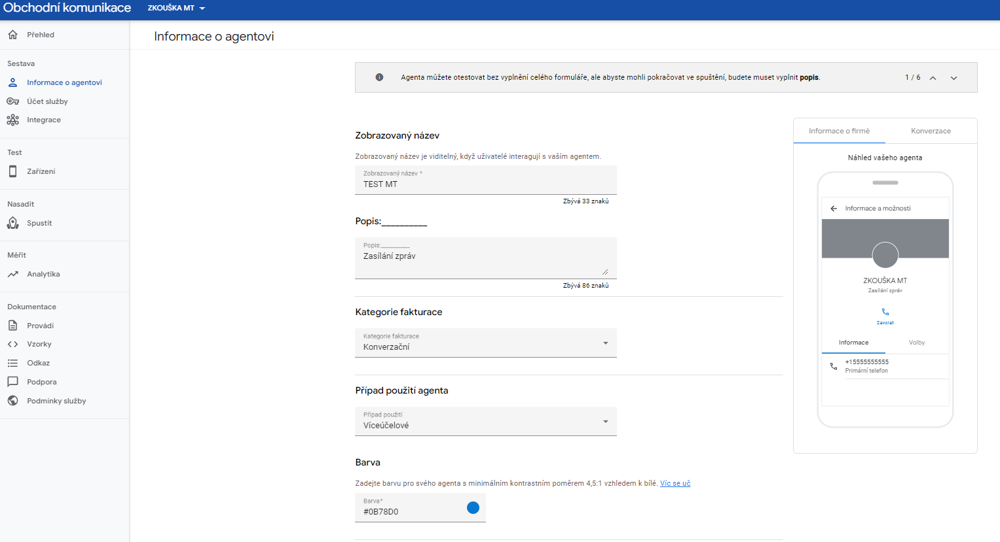 Obchodní komunikace
ZKOUŠKA MT
Přehled
Sestava
Informace o agentovi
Účet služby
Integrace
Test
Zařízení
Nasadit
Spustit
Měřit
Analytika
Dokumentace
Provádí
Vzorky
Odkaz
Podpora
Podmínky služby
Informace o agentovi
Agenta můžete otestovat bez vyplnění celého formuláře, ale abyste mohli pokračovat ve spuštění, budete muset vyplnit popis.
1 / 6
Zobrazovaný název
Zobrazovaný název je viditelný, když uživatelé interagují s vaším agentem.
Zobrazovaný název *
TEST MT
Zbývá 33 znaků
Popis:__________
Popis:__________
Zasílání zpráv
Zbývá 86 znaků
Kategorie fakturace
Kategorie fakturace
Konverzační
Případ použití agenta
Případ použití
Víceúčelové
Barva
Zadejte barvu pro svého agenta s minimálním kontrastním poměrem 4,5:1 vzhledem k bílé. Víc se uč
Barva*
#0B78D0
Informace o firmě
Konverzace
Náhled vašeho agenta
Informace a možnosti
ZKOUŠKA MT
Zasílání zpráv
Zavolat
Informace
Volby
+15555555555
Primární telefon